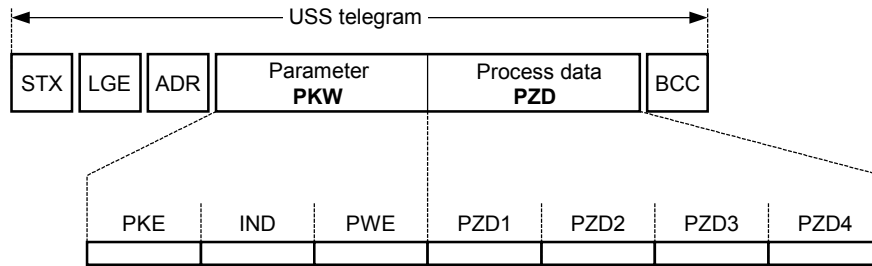 USS telegram
STX LGE ADR Parameter PKW Process data PZD BCC
PKE IND PWE PZD1 PZD2 PZD3 PZD4